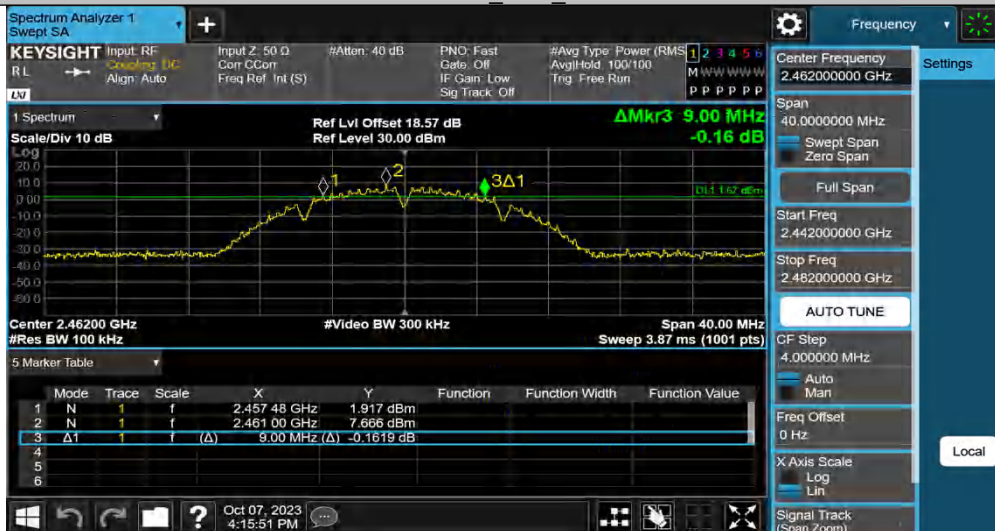 Spectrum Analyzer 1
Swept SA
+
Frequency
KEYSIGHT
R L
LXI
Input: RF
Coupling: DC
Align: Auto
Input Z: 50 Ω
Corr CCorr
Freq Ref: Int (S)
#Atten: 40 dB
PNO: Fast
Gate: Off
IF Gain: Low
Sig Track: Off
#Avg Type: Power (RMS
Avg|Hold: 100/100
Trig: Free Run
1 2 3 4 5 6
M W W W W W
P P P P P P
1 Spectrum
Scale/Div 10 dB
Ref Lvl Offset 18.57 dB
Ref Level 30.00 dBm
ΔMkr3 9.00 MHz
-0.16 dB
Log
20.0
10.0
0.00
-10.0
-20.0
-30.0
-40.0
-50.0
-60.0
1
2
3Δ1
DL1 1.67 dBm
Center 2.46200 GHz
#Res BW 100 kHz
#Video BW 300 kHz
Span 40.00 MHz
Sweep 3.87 ms (1001 pts)
5 Marker Table
Mode Trace Scale X Y Function Function Width Function Value
1 N 1 f 2.457 48 GHz 1.917 dBm
2 N 1 f 2.461 00 GHz 7.666 dBm
3 Δ1 1 f (Δ) 9.00 MHz (Δ) -0.1619 dB
4
5
6
?
Oct 07, 2023
4:15:51 PM
Center Frequency
2.462000000 GHz
Settings
Span
40.0000000 MHz
Swept Span
Zero Span
Full Span
Start Freq
2.442000000 GHz
Stop Freq
2.482000000 GHz
AUTO TUNE
CF Step
4.000000 MHz
Auto
Man
Freq Offset
0 Hz
Local
X Axis Scale
Log
Lin
Signal Track
(Span Zoom)